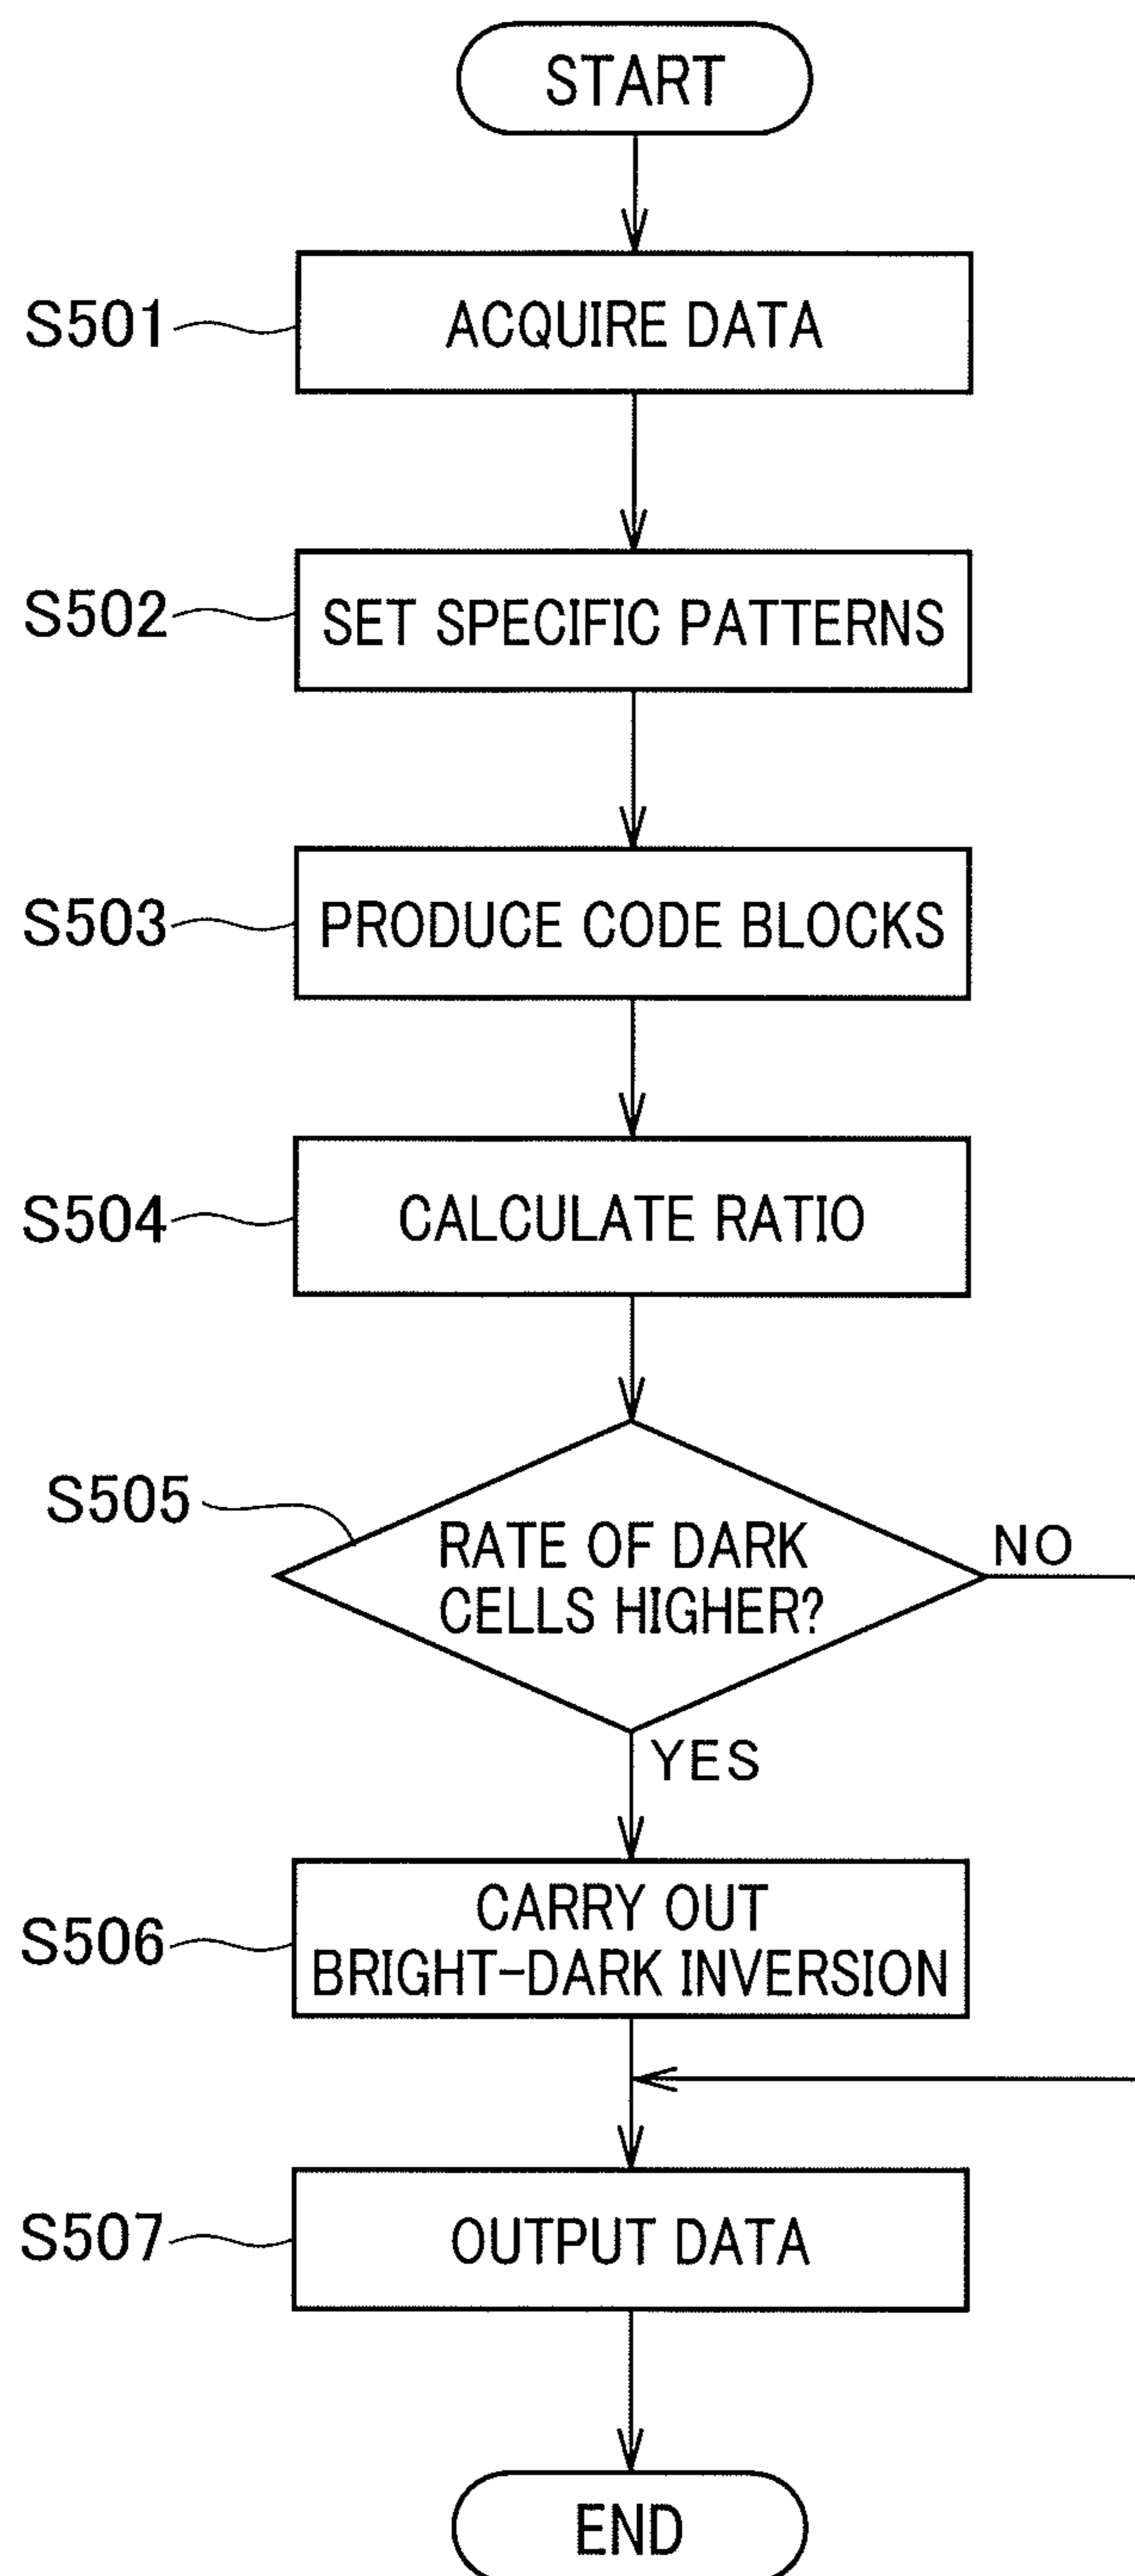 START
S501
ACQUIRE DATA
S502
SET SPECIFIC PATTERNS
S503
PRODUCE CODE BLOCKS
S504
CALCULATE RATIO
S505
RATE OF DARK
CELLS HIGHER?
NO
YES
S506
CARRY OUT
BRIGHT-DARK INVERSION
S507
OUTPUT DATA
END